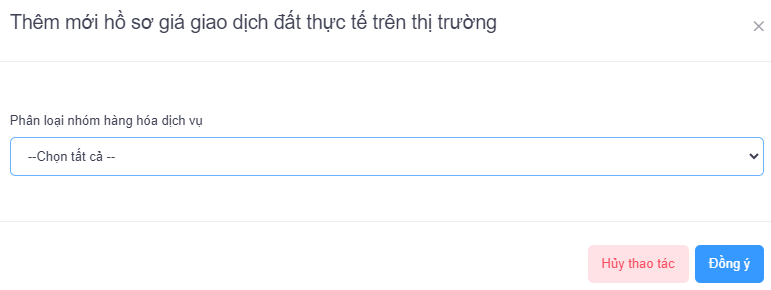 Thêm mới hồ sơ giá giao dịch đất thực tế trên thị trường
×
Phân loại nhóm hàng hóa dịch vụ
--Chọn tất cả --
Hủy thao tác Đồng ý